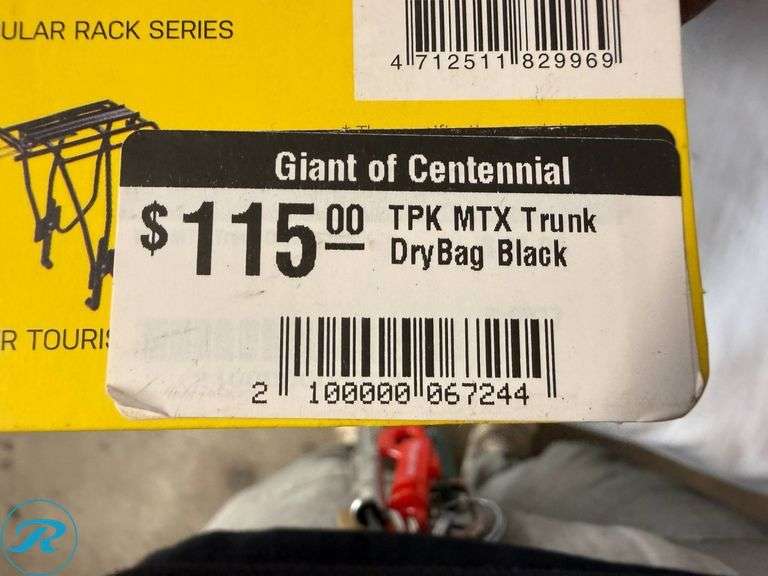 ULAR RACK SERIES
4 712511 829969
Giant of Centennial
$115.00 TPK MTX Trunk
DryBag Black
R TOURIS
2 100000 067244
R